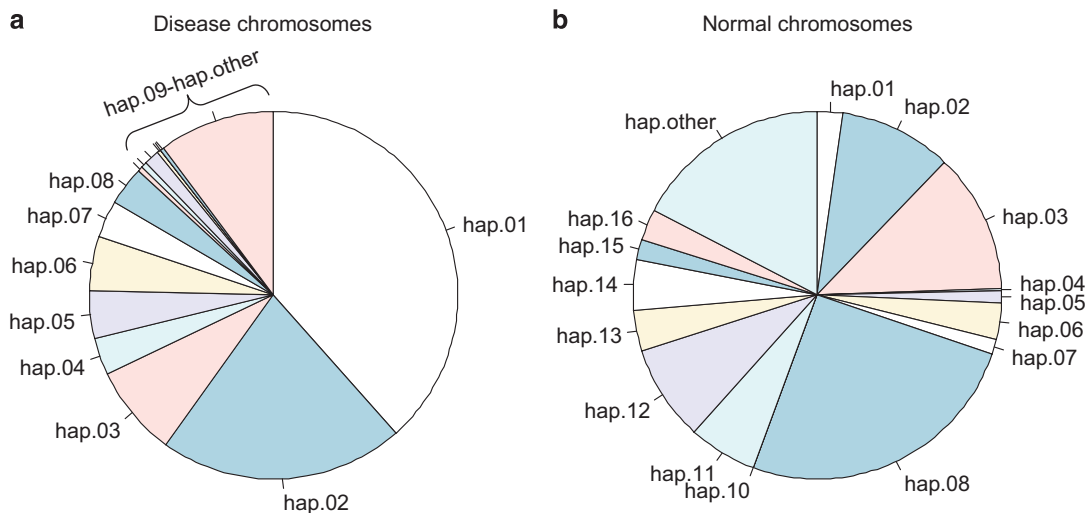 a
Disease chromosomes
hap.09-hap.other
hap.08
hap.07
hap.06
hap.05
hap.04
hap.03
hap.02
hap.01
b
Normal chromosomes
hap.01
hap.02
hap.03
hap.04
hap.05
hap.06
hap.07
hap.08
hap.10
hap.11
hap.12
hap.13
hap.14
hap.15
hap.16
hap.other